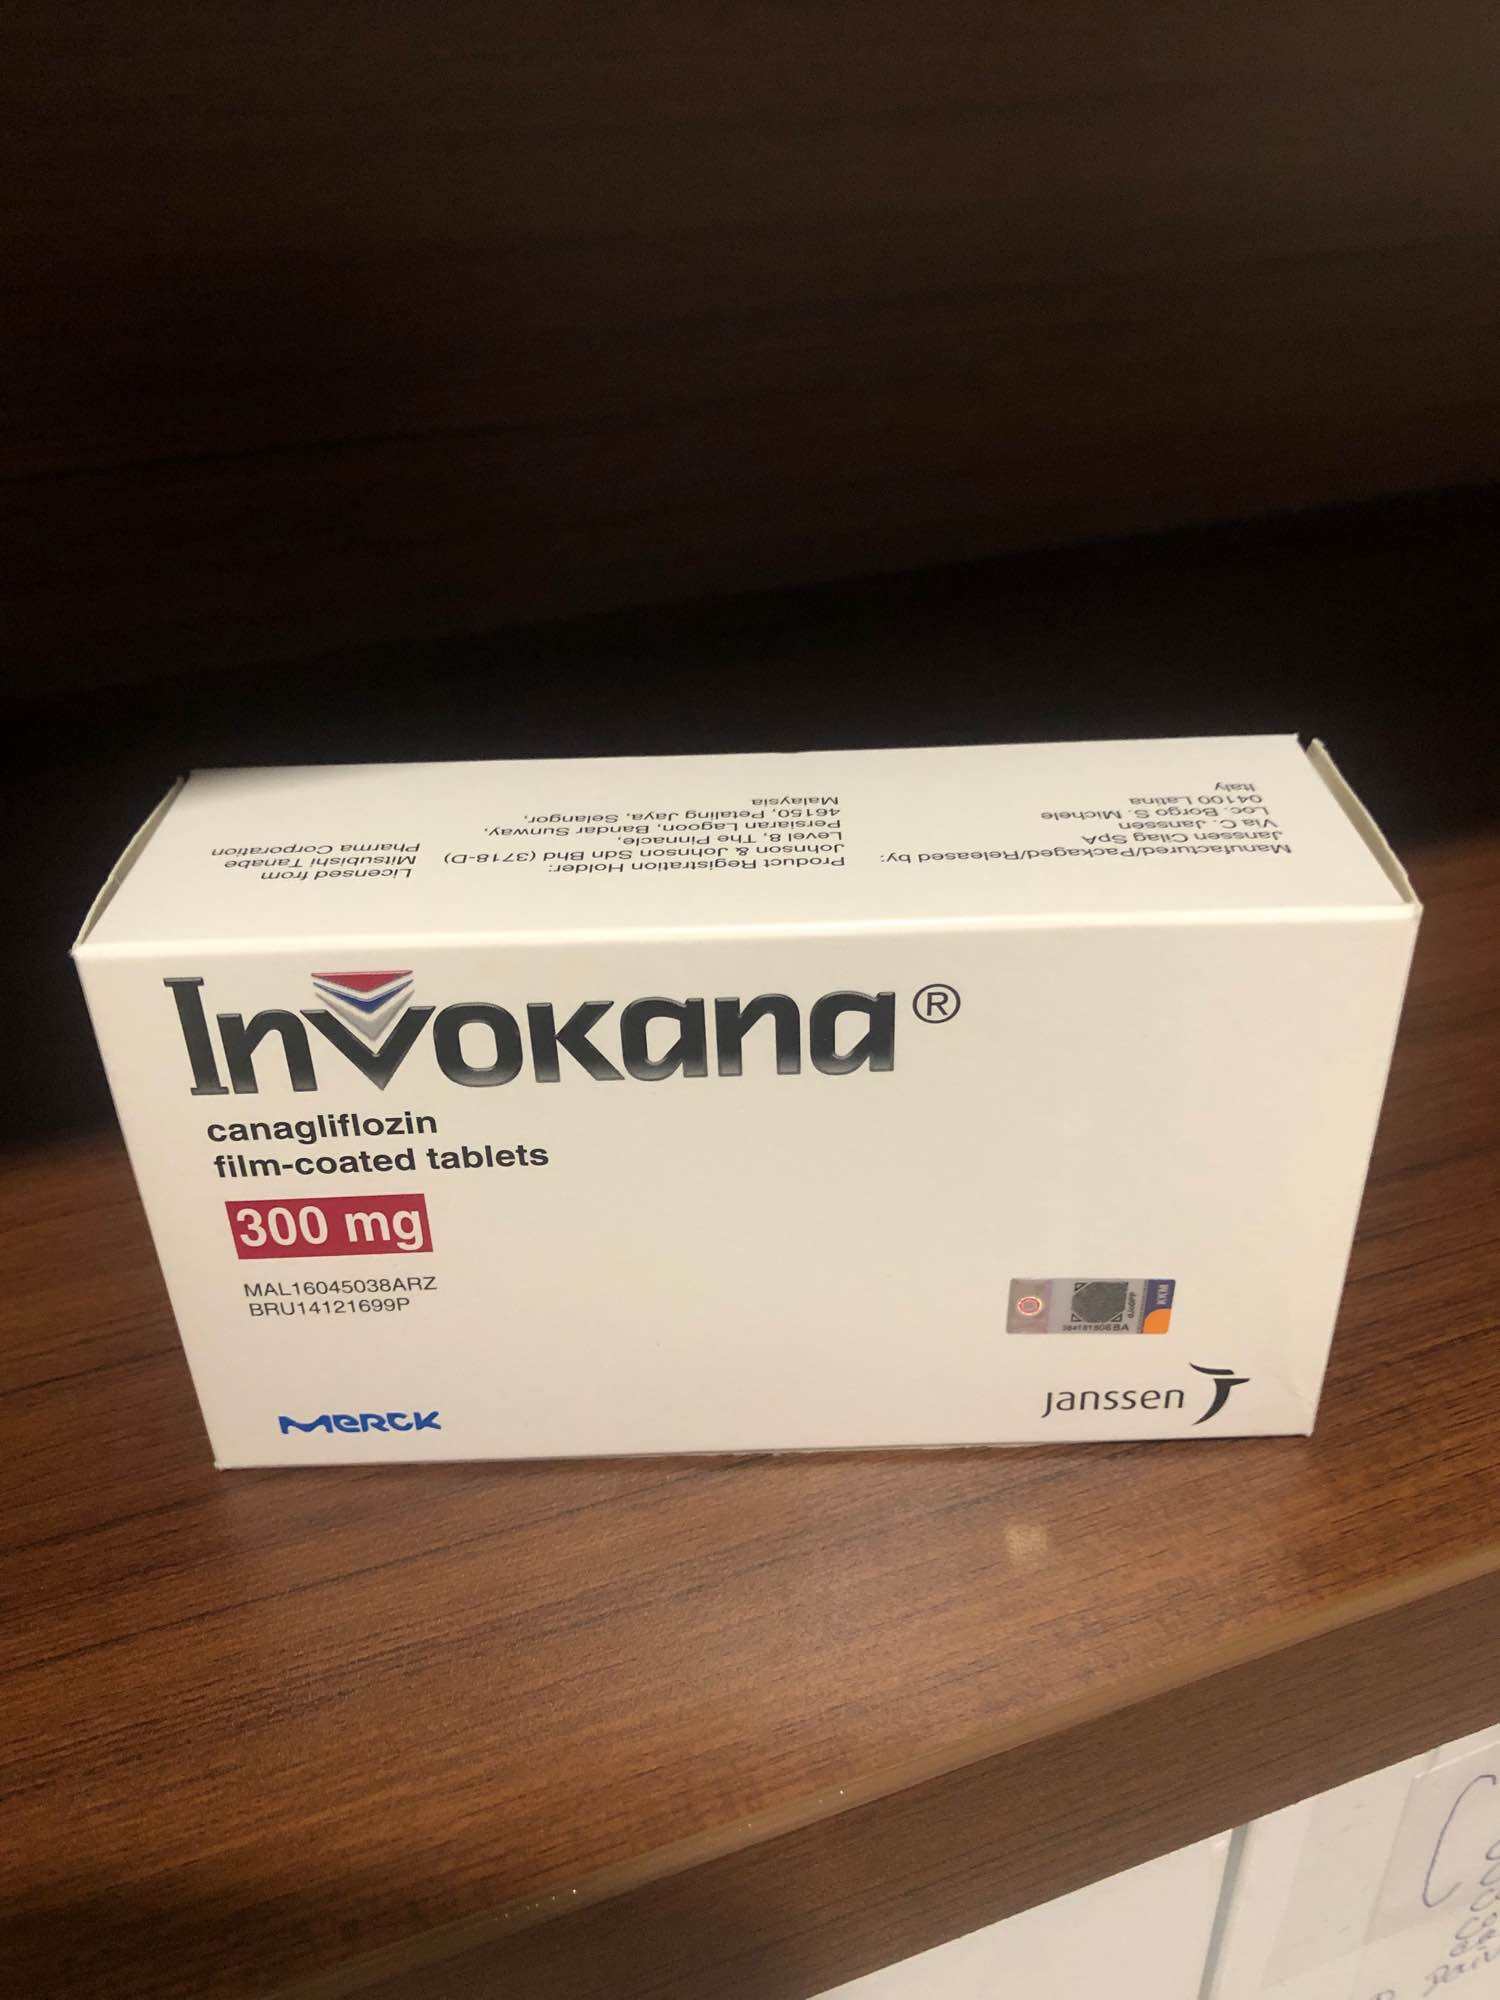 Licensed from
Mitsubishi Tanabe
Pharma Corporation
Product Registration Holder:
Johnson & Johnson Sdn Bhd (3718-D)
Level 8, The Pinnacle,
Persiaran Lagoon, Bandar Sunway,
46150, Petaling Jaya, Selangor,
Malaysia
Manufactured/Packaged/Released by:
Janssen Cilag SpA
Via C. Janssen
Loc. Borgo S. Michele
04100 Latina
Italy
Invokana®
canagliflozin
film-coated tablets
300 mg
MAL16045038ARZ
BRU14121699P
KKM
MERCK
janssen